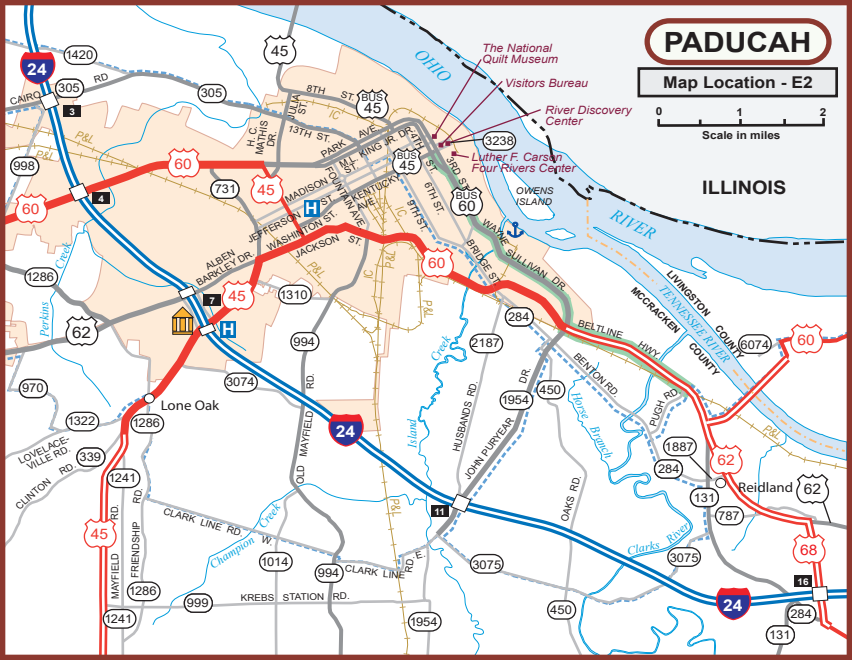 PADUCAH
Map Location - E2
0 1 2
Scale in miles
ILLINOIS
The National
Quilt Museum
Visitors Bureau
River Discovery
Center
Luther F. Carson
Four Rivers Center
OHIO
RIVER
OWENS
ISLAND
TENNESSEE RIVER
LIVINGSTON COUNTY
MCCRACKEN COUNTY
24
1420
CAIRO RD
305
3
305
45
8TH ST.
BUS
45
IC
JULIA ST.
H. C.
MATHIS
DR.
13TH ST.
PARK AVE.
M.L. KING JR. DR.
4TH ST.
3RD ST.
3238
P&L
P&L
998
60
60
4
731
45
MADISON ST.
BUS
45
KENTUCKY
AVE.
FOUNTAIN AVE.
6TH ST.
9TH ST.
BUS
60
H
JEFFERSON ST.
WASHINTON ST.
JACKSON ST.
ALBEN
BARKLEY DR.
IC
IC
P&L
P&L
P&L
60
BRIDGE ST.
WAYNE SULLIVAN DR.
1286
Perkins
Creek
62
7
45
1310
H
994
284
2187
BELTLINE HWY.
BENTON RD
6074
60
970
3074
Lone Oak
1322
1286
LOVELACE-
VILLE RD.
CLINTON RD.
339
1241
24
OLD MAYFIELD RD.
Island
Creek
HUSBANDS RD.
1954
JOHN PURYEAR DR.
450
Horse Branch
PUGH RD.
P&L
62
1887
284
Reidland
131
787
62
45
MAYFIELD RD.
FRIENDSHIP RD.
CLARK LINE RD. W.
Champion Creek
P&L
11
OAKS RD.
Clarks River
68
1014
994
CLARK LINE RD. E.
3075
3075
1286
999
KREBS STATION RD.
16
24
284
1241
1954
450
131